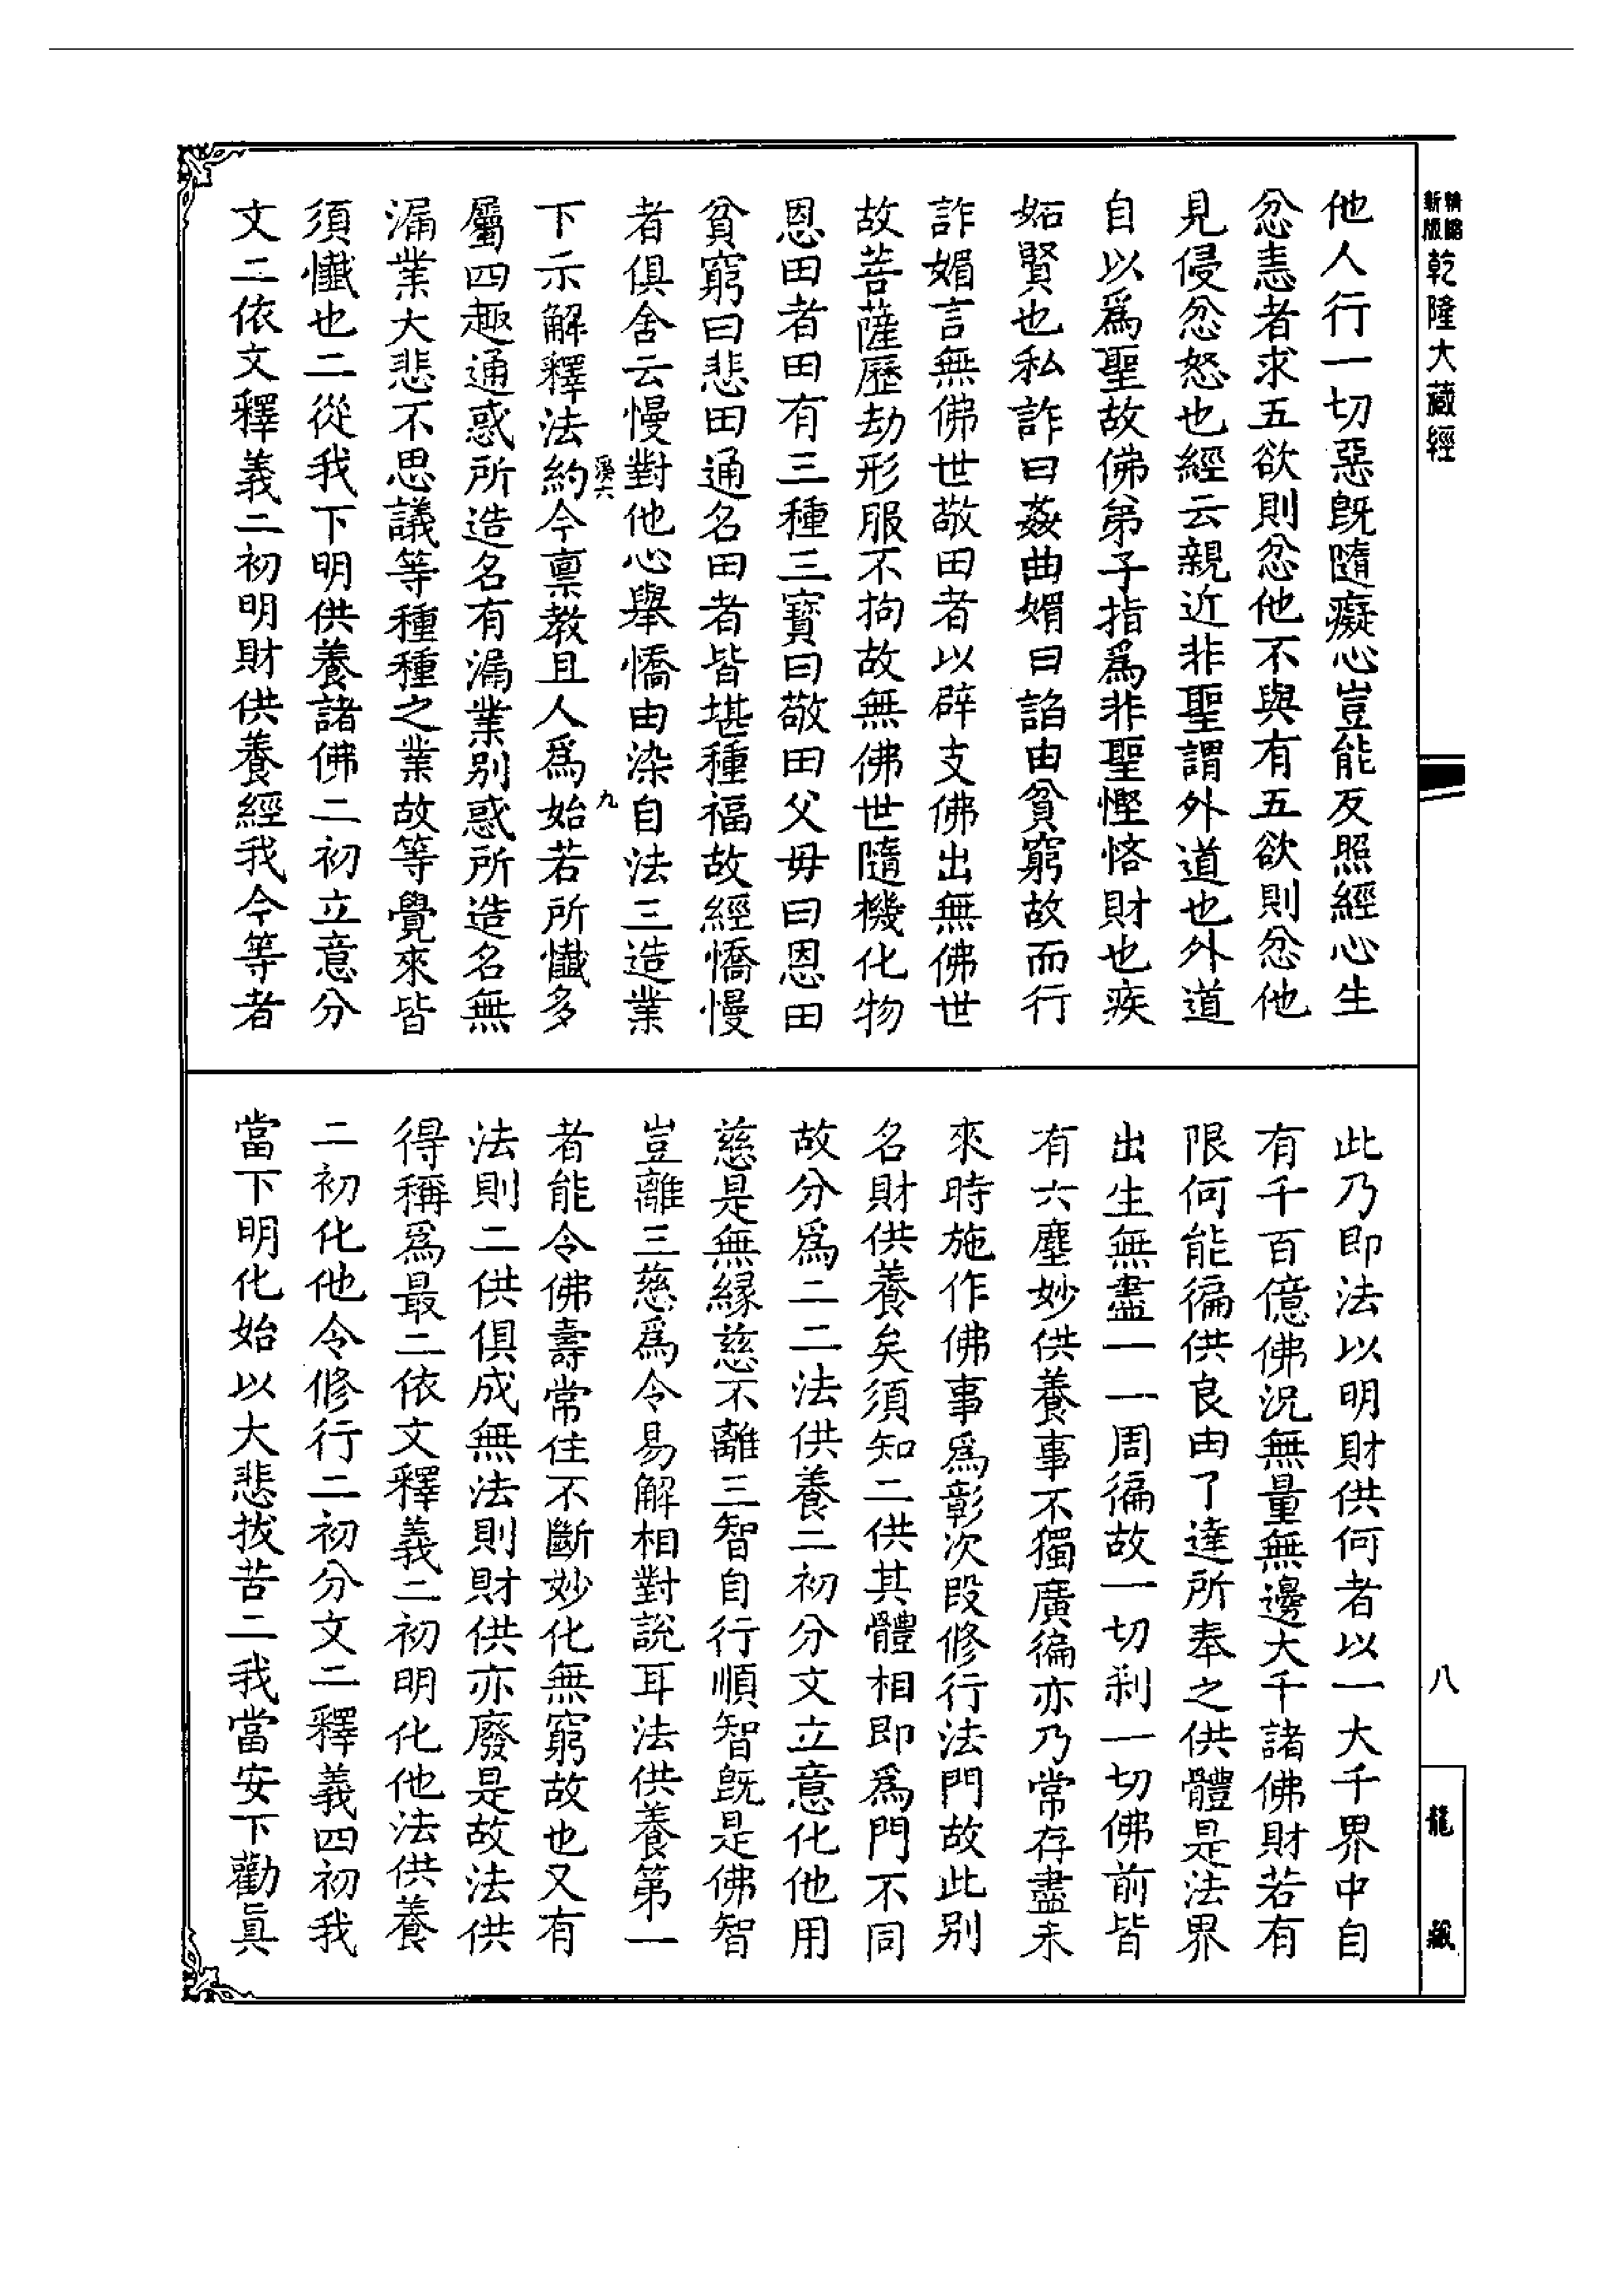 精縮新版乾隆大藏經
八
龍藏
他人行一切惡旣隨癡心豈能反照經心生
忿恚者求五欲則忿他不與有五欲則忿他
見侵忿怒也經云親近非聖謂外道也外道
自以爲聖故佛弟子指爲非聖慳悋財也疾
妬賢也私詐曰姦曲媚曰諂由貧窮故而行
詐媚言無佛世敬田者以辟支佛出無佛世
故菩薩歷劫形服不拘故無佛世隨機化物
恩田者田有三種三寳曰敬田父毋曰恩田
貧窮曰悲田通名田者皆堪種福故經憍慢
者俱舍云慢對他心舉憍由染自法三造業
溪六
九
下示解釋法約今禀教且人爲始若所懺多
屬四趣通惑所造名有漏業别惑所造名無
漏業大悲不思議等種種之業故等覺來皆
須懺也二從我下明供養諸佛二初立意分
文二依文釋義二初明財供養經我今等者
此乃即法以明財供何者以一大千界中自
有千百億佛況無量無邊大千諸佛財若有
限何能徧供良由了達所奉之供體是法界
出生無盡一一周徧故一切刹一切佛前皆
有六塵妙供養事不獨廣徧亦乃常存盡未
來時施作佛事爲彰次段修行法門故此别
名財供養矣須知二供其體相即爲門不同
故分爲二二法供養二初分文立意化他用
慈是無緣慈不離三智自行順智旣是佛智
豈離三慈爲令易解相對說耳法供養第一
者能令佛壽常住不斷妙化無窮故也又有
法則二供俱成無法則財供亦廢是故法供
得稱爲最二依文釋義二初明化他法供養
二初化他令修行二初分文二釋義四初我
當下明化始以大悲拔苦二我當安下勸眞